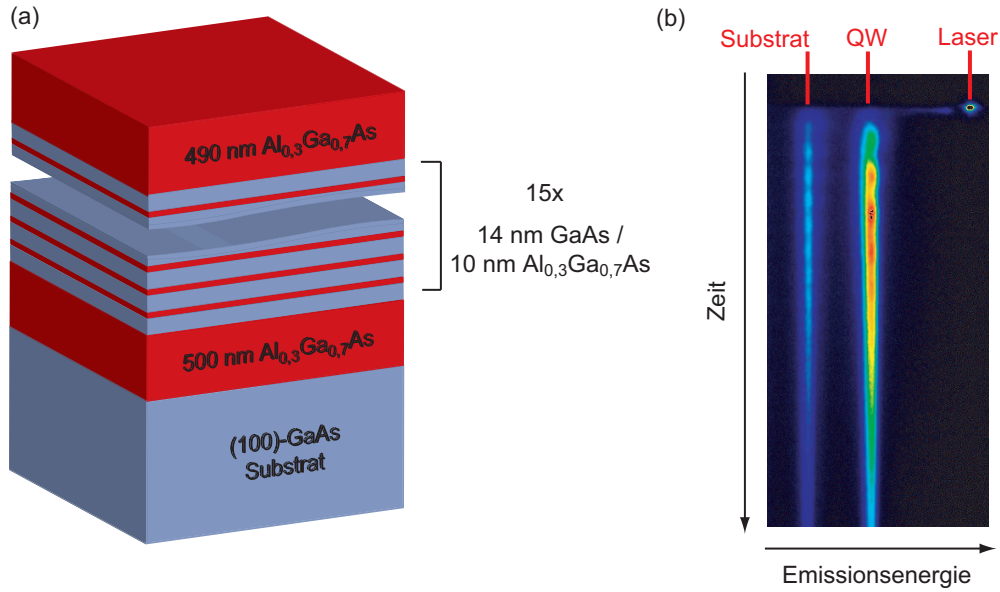 (a)
490 nm Al0,3Ga0,7As
15x
14 nm GaAs /
10 nm Al0,3Ga0,7As
500 nm Al0,3Ga0,7As
(100)-GaAs
Substrat
(b)
Substrat QW Laser
Zeit
Emissionsenergie